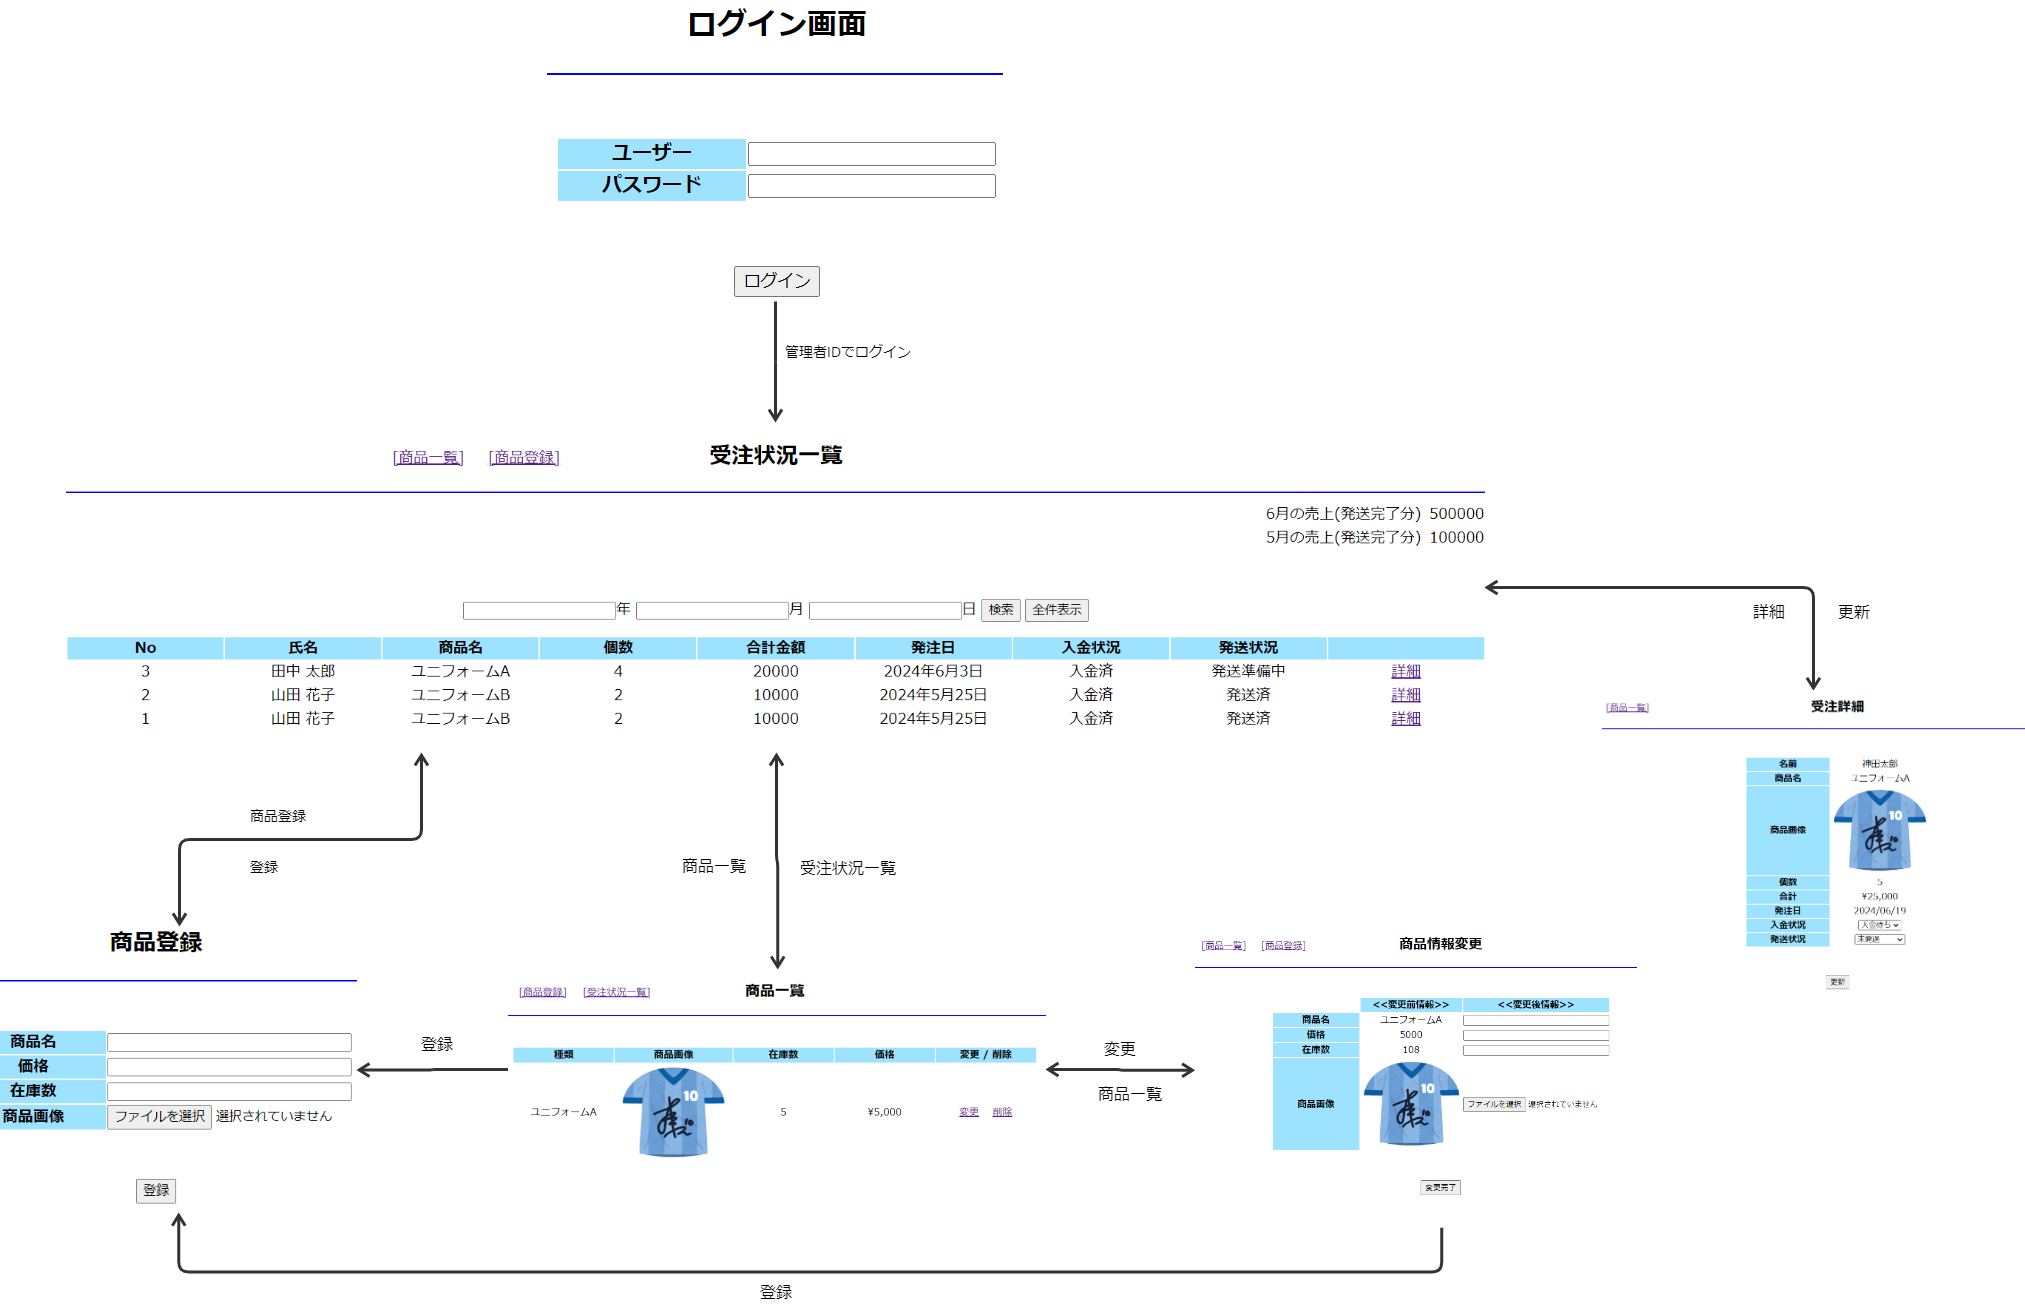 ログイン画面
ユーザー
パスワード
ログイン
管理者IDでログイン
[商品一覧] [商品登録] 受注状況一覧
6月の売上(発送完了分) 500000
5月の売上(発送完了分) 100000
年 月 日 検索 全件表示
No 氏名 商品名 個数 合計金額 発注日 入金状況 発送状況
3 田中 太郎 ユニフォームA 4 20000 2024年6月3日 入金済 発送準備中 詳細
2 山田 花子 ユニフォームB 2 10000 2024年5月25日 入金済 発送済 詳細
1 山田 花子 ユニフォームB 2 10000 2024年5月25日 入金済 発送済 詳細
詳細 更新
[商品一覧] 受注詳細
名前 神田太郎
商品名 ユニフォームA
商品画像
10
個数 5
合計 ¥25,000
発注日 2024/06/19
入金状況 入金待ち
発送状況 未発送
更新
商品登録
登録
商品一覧 受注状況一覧
商品登録
商品名
価格
在庫数
商品画像 ファイルを選択 選択されていません
登録
登録
[商品登録] [受注状況一覧] 商品一覧
種類 商品画像 在庫数 価格 変更 / 削除
10
ユニフォームA 5 ¥5,000 変更 削除
変更
商品一覧
[商品一覧] [商品登録] 商品情報変更
<<変更前情報>> <<変更後情報>>
商品名 ユニフォームA
価格 5000
在庫数 108
10
商品画像 ファイルを選択 選択されていません
変更完了
登録